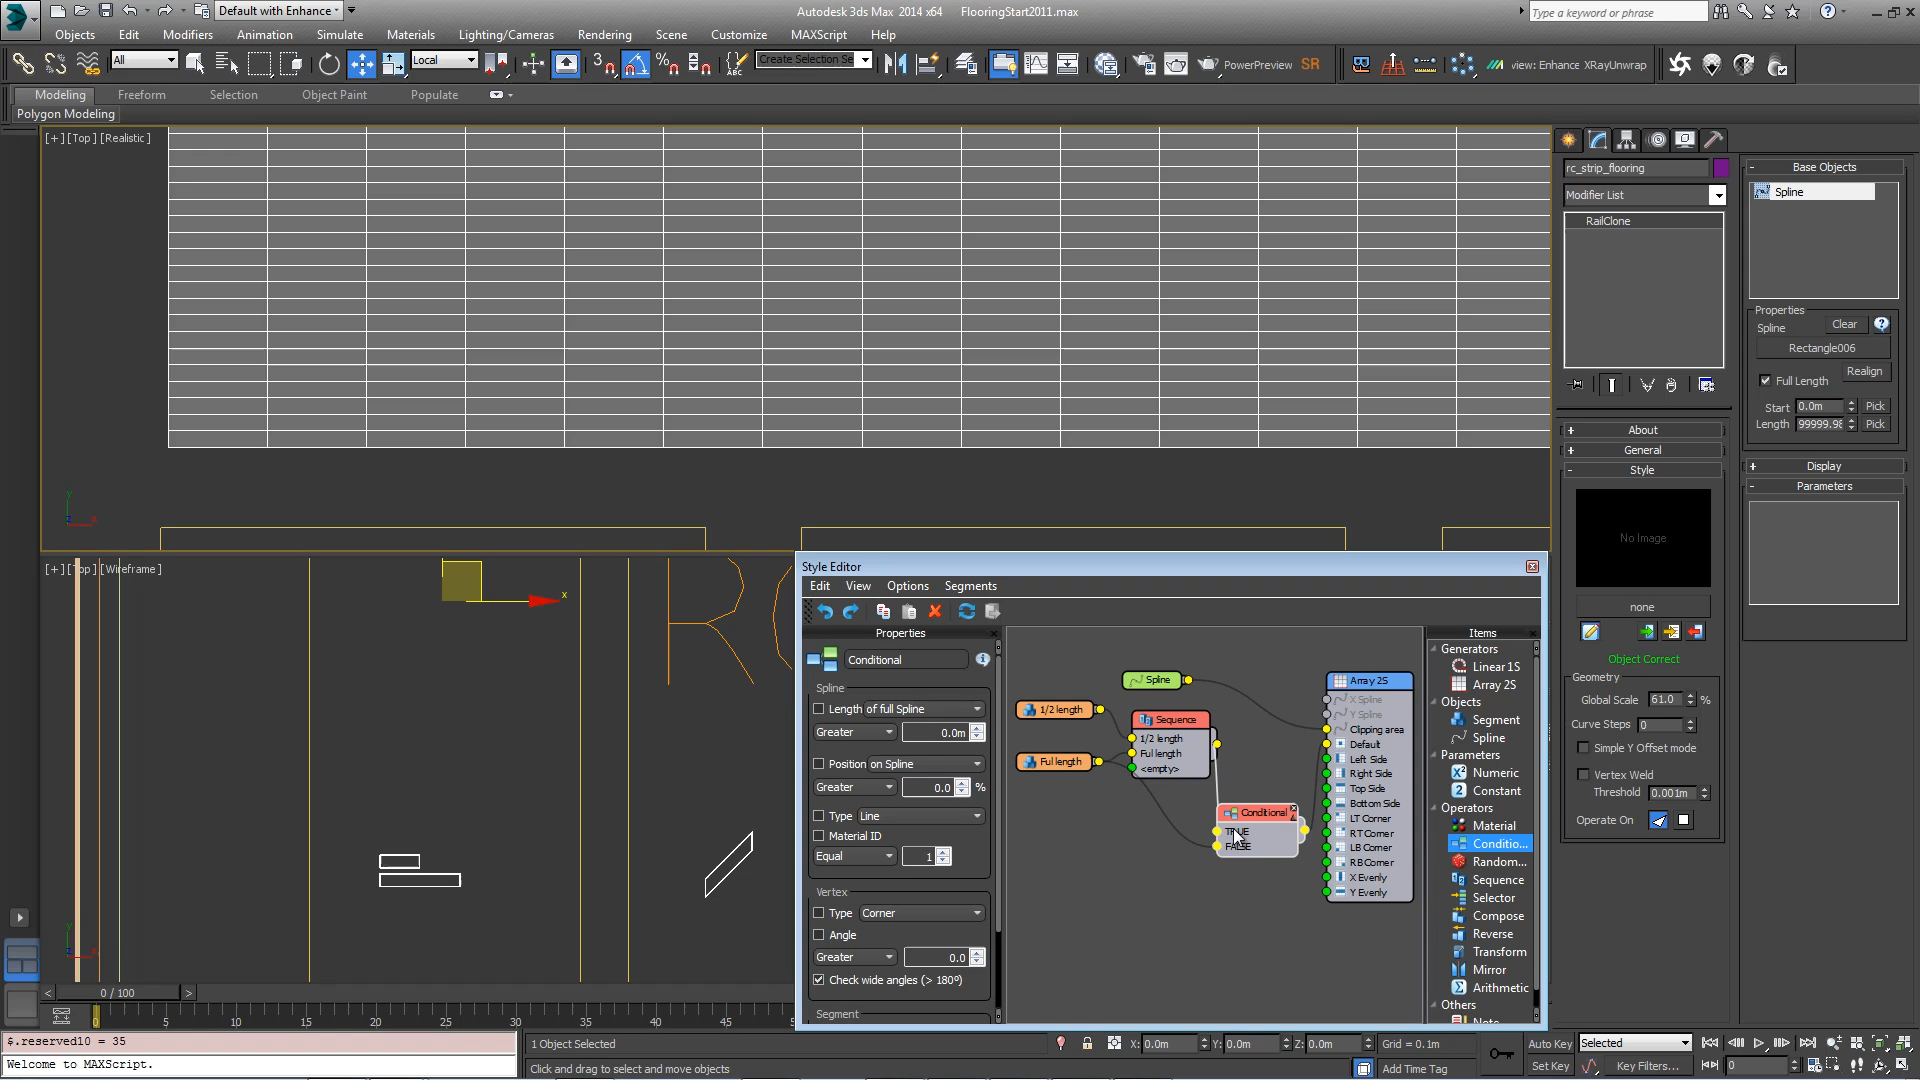 Default with Enhance
Autodesk 3ds Max 2014 x64 FlooringStart2011.max
Type a keyword or phrase
Objects Edit Modifiers Animation Simulate Materials Lighting/Cameras Rendering Scene Customize MAXScript Help
All Local Create Selection Se PowerPreview SR view: Enhance XRayUnwrap
Modeling Freeform Selection Object Paint Populate
Polygon Modeling
[+][Top][Realistic]
[+][Top][Wireframe]
x
0 / 100
5 10 15 20 25 30 35 40 45
$.reserved10 = 35
Welcome to MAXScript.
1 Object Selected
Click and drag to select and move objects
X: 0.0m Y: 0.0m Z: 0.0m Grid = 0.1m
Add Time Tag
Auto Key Selected
Set Key Key Filters... 0
Style Editor
Edit View Options Segments
Properties
Conditional
Spline
Length of full Spline
Greater 0.0m
Position on Spline
Greater 0.0 %
Type Line
Material ID
Equal 1
Vertex
Type Corner
Angle
Greater 0.0
Check wide angles (> 180º)
Segment
Spline
1/2 length
Ful length
Sequence
1/2 length
Ful length
<empty>
Conditional
TRUE
FALSE
Array 2S
X Spline
Y Spline
Clipping area
Default
Left Side
Right Side
Top Side
Bottom Side
LT Corner
RT Corner
LB Corner
RB Corner
X Evenly
Y Evenly
Items
Generators
Linear 1S
Array 2S
Objects
Segment
Spline
Parameters
Numeric
Constant
Operators
Material
Conditio...
Random...
Sequence
Selector
Compose
Reverse
Transform
Mirror
Arithmetic
Others
Note
rc_strip_flooring
Modifier List
RailClone
About
General
Style
No Image
none
Object Correct
Geometry
Global Scale 61.0 %
Curve Steps 0
Simple Y Offset mode
Vertex Weld
Threshold 0.001m
Operate On
Base Objects
Spline
Properties
Spline Clear
Rectangle006
Full Length Realign
Start 0.0m Pick
Length 99999.98 Pick
Display
Parameters